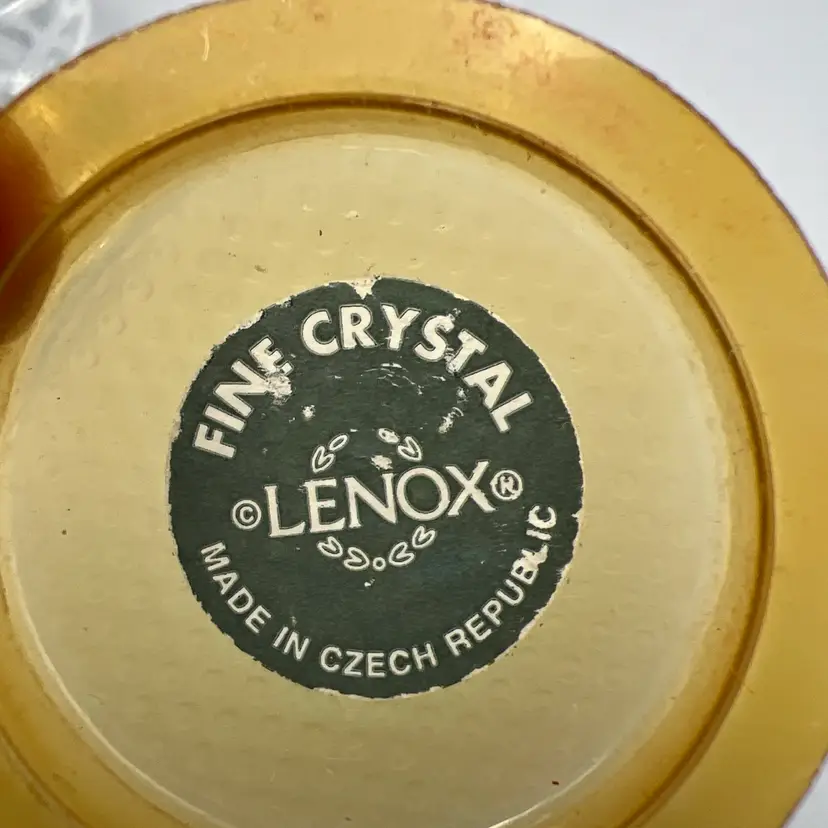 FINE CRYSTAL
©LENOX®
MADE IN CZECH REPUBLIC